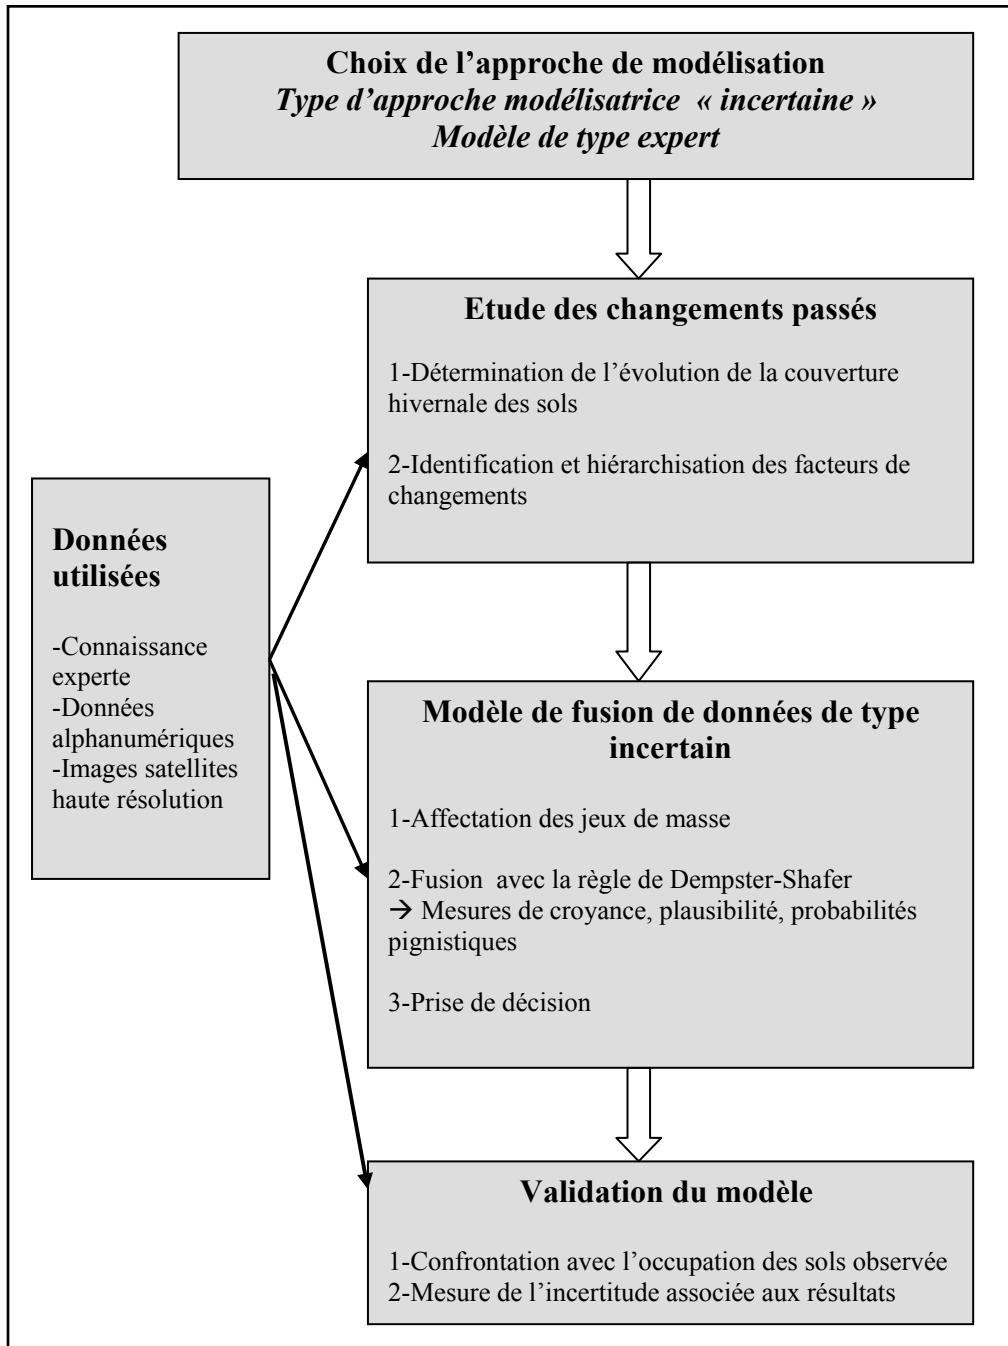 Choix de l’approche de modélisation
Type d’approche modélisatrice « incertaine »
Modèle de type expert
Etude des changements passés
1-Détermination de l’évolution de la couverture
hivernale des sols
2-Identification et hiérarchisation des facteurs de
changements
Données
utilisées
-Connaissance
experte
-Données
alphanumériques
-Images satellites
haute résolution
Modèle de fusion de données de type
incertain
1-Affectation des jeux de masse
2-Fusion avec la règle de Dempster-Shafer
→ Mesures de croyance, plausibilité, probabilités
pignistiques
3-Prise de décision
Validation du modèle
1-Confrontation avec l’occupation des sols observée
2-Mesure de l’incertitude associée aux résultats